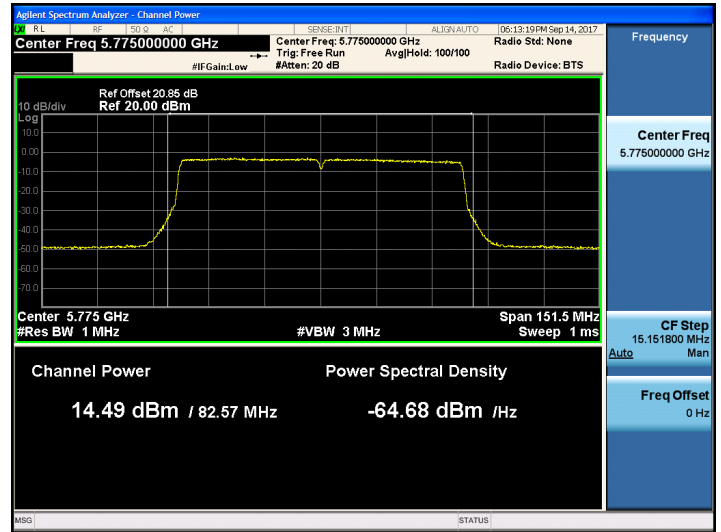 Agilent Spectrum Analyzer - Channel Power
RL RF 50 Ω AC SENSE:INT ALIGNAUTO 06:13:19PM Sep 14, 2017
Center Freq 5.775000000 GHz
Center Freq: 5.775000000 GHz Radio Std: None
Trig: Free Run Avg|Hold: 100/100
#IFGain:Low #Atten: 20 dB Radio Device: BTS
Ref Offset 20.85 dB
10 dB/div Ref 20.00 dBm
Log
10.0
0.00
-10.0
-20.0
-30.0
-40.0
-50.0
-60.0
-70.0
Center 5.775 GHz Span 151.5 MHz
#Res BW 1 MHz #VBW 3 MHz Sweep 1 ms
Channel Power Power Spectral Density
14.49 dBm / 82.57 MHz -64.68 dBm /Hz
Frequency
Center Freq
5.775000000 GHz
CF Step
15.151800 MHz
Auto Man
Freq Offset
0 Hz
MSG STATUS